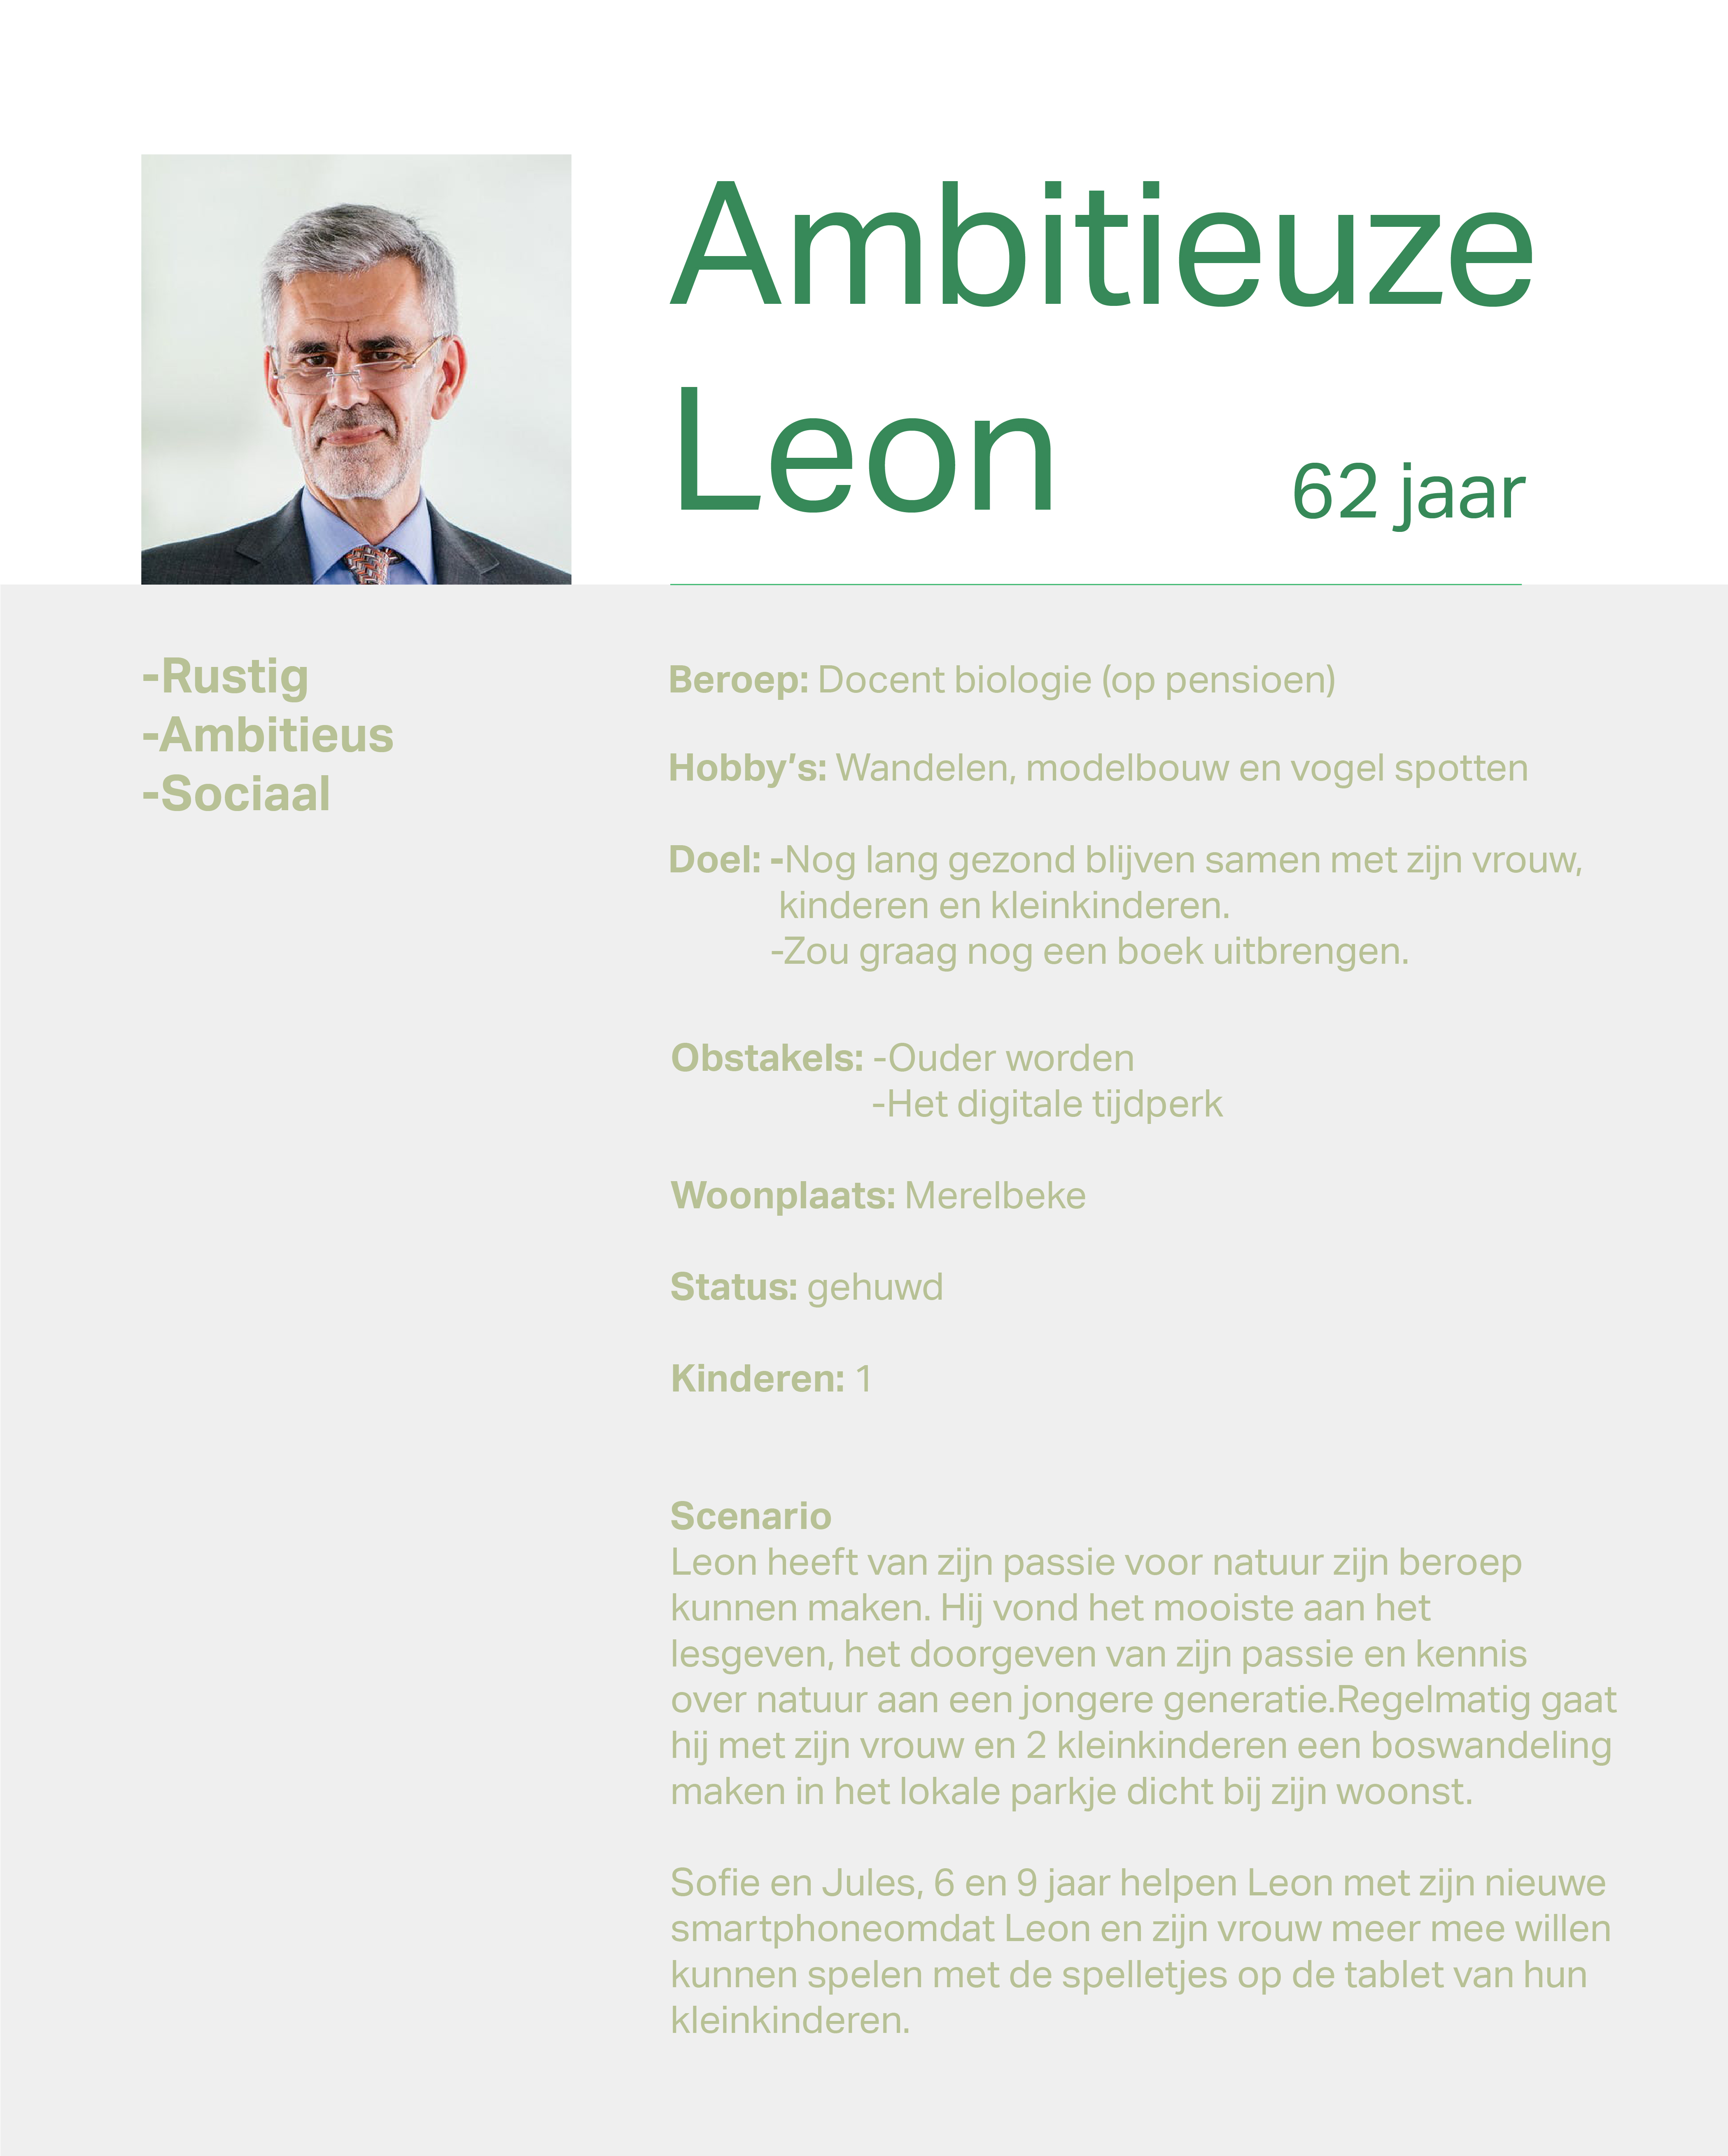 Ambitieuze
Leon
62 jaar
-Rustig
-Ambitieus
-Sociaal
Beroep: Docent biologie (op pensioen)
Hobby’s: Wandelen, modelbouw en vogel spotten
Doel: -Nog lang gezond blijven samen met zijn vrouw,
kinderen en kleinkinderen.
-Zou graag nog een boek uitbrengen.
Obstakels: -Ouder worden
-Het digitale tijdperk
Woonplaats: Merelbeke
Status: gehuwd
Kinderen: 1
Scenario
Leon heeft van zijn passie voor natuur zijn beroep
kunnen maken. Hij vond het mooiste aan het
lesgeven, het doorgeven van zijn passie en kennis
over natuur aan een jongere generatie.Regelmatig gaat
hij met zijn vrouw en 2 kleinkinderen een boswandeling
maken in het lokale parkje dicht bij zijn woonst.
Sofie en Jules, 6 en 9 jaar helpen Leon met zijn nieuwe
smartphoneomdat Leon en zijn vrouw meer mee willen
kunnen spelen met de spelletjes op de tablet van hun
kleinkinderen.